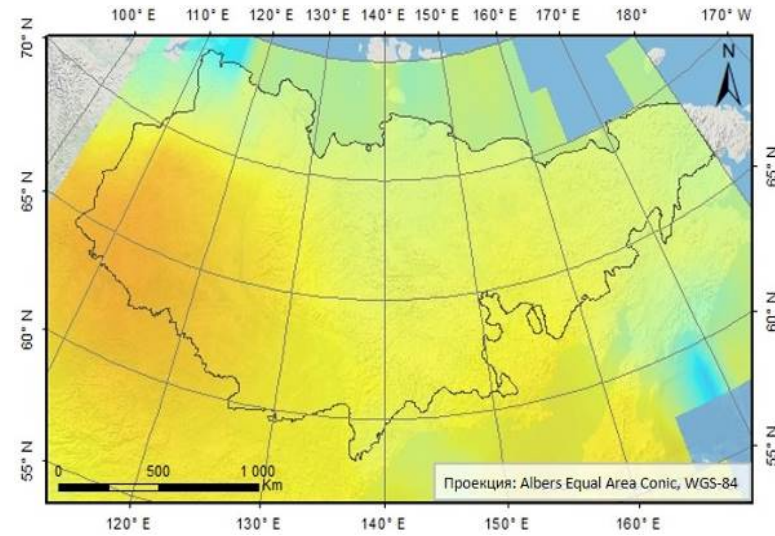 100° E 110° E 120° E 130° E 140° E 150° E 160° E 170° E 180° 170° W
70° N
65° N
60° N
55° N
N
65° N
60° N
55° N
0 500 1 000
Km
Проекция: Albers Equal Area Conic, WGS-84
120° E 130° E 140° E 150° E 160° E